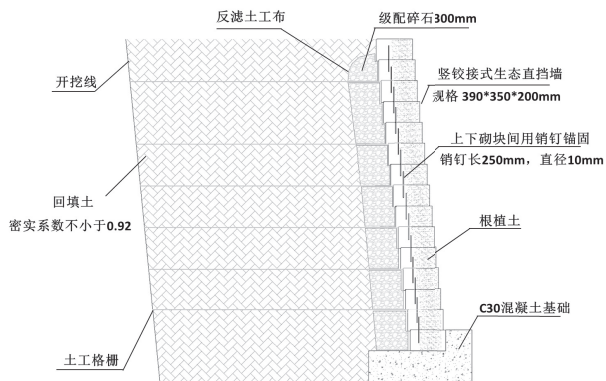 反滤土工布
级配碎石300mm
开挖线
竖铰接式生态直挡墙
规格 390*350*200mm
上下砌块间用销钉锚固
销钉长250mm，直径10mm
回填土
密实系数不小于0.92
根植土
C30混凝土基础
土工格栅